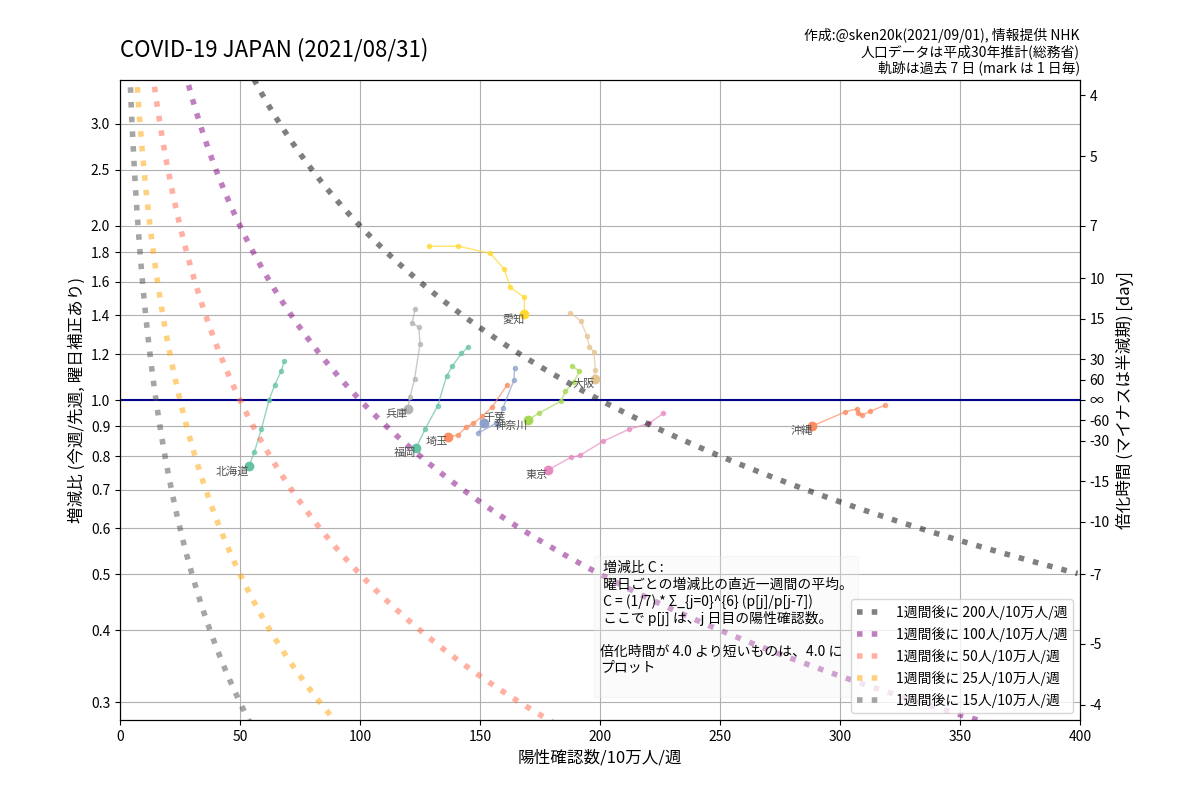 COVID-19 JAPAN (2021/08/31)
作成:@sken20k(2021/09/01), 情報提供 NHK
人口データは平成30年推計(総務省)
軌跡は過去 7 日 (mark は 1 日毎)
増減比 (今週/先週, 曜日補正あり)
3.0
2.5
2.0
1.8
1.6
1.4
1.2
1.0
0.9
0.8
0.7
0.6
0.5
0.4
0.3
4
5
7
10
15
30
60
∞
-60
-30
-15
-10
-7
-5
-4
倍化時間 (マイナスは半減期) [day]
愛知
大阪
兵庫
千葉
神奈川
沖縄
埼玉
福岡
北海道
東京
増減比 C :
曜日ごとの増減比の直近一週間の平均。
C = (1/7) * Σ_{j=0}^{6} (p[j]/p[j-7])
ここで p[j] は、j 日目の陽性確認数。
倍化時間が 4.0 より短いものは、4.0 に
プロット
1週間後に 200人/10万人/週
1週間後に 100人/10万人/週
1週間後に 50人/10万人/週
1週間後に 25人/10万人/週
1週間後に 15人/10万人/週
0 50 100 150 200 250 300 350 400
陽性確認数/10万人/週